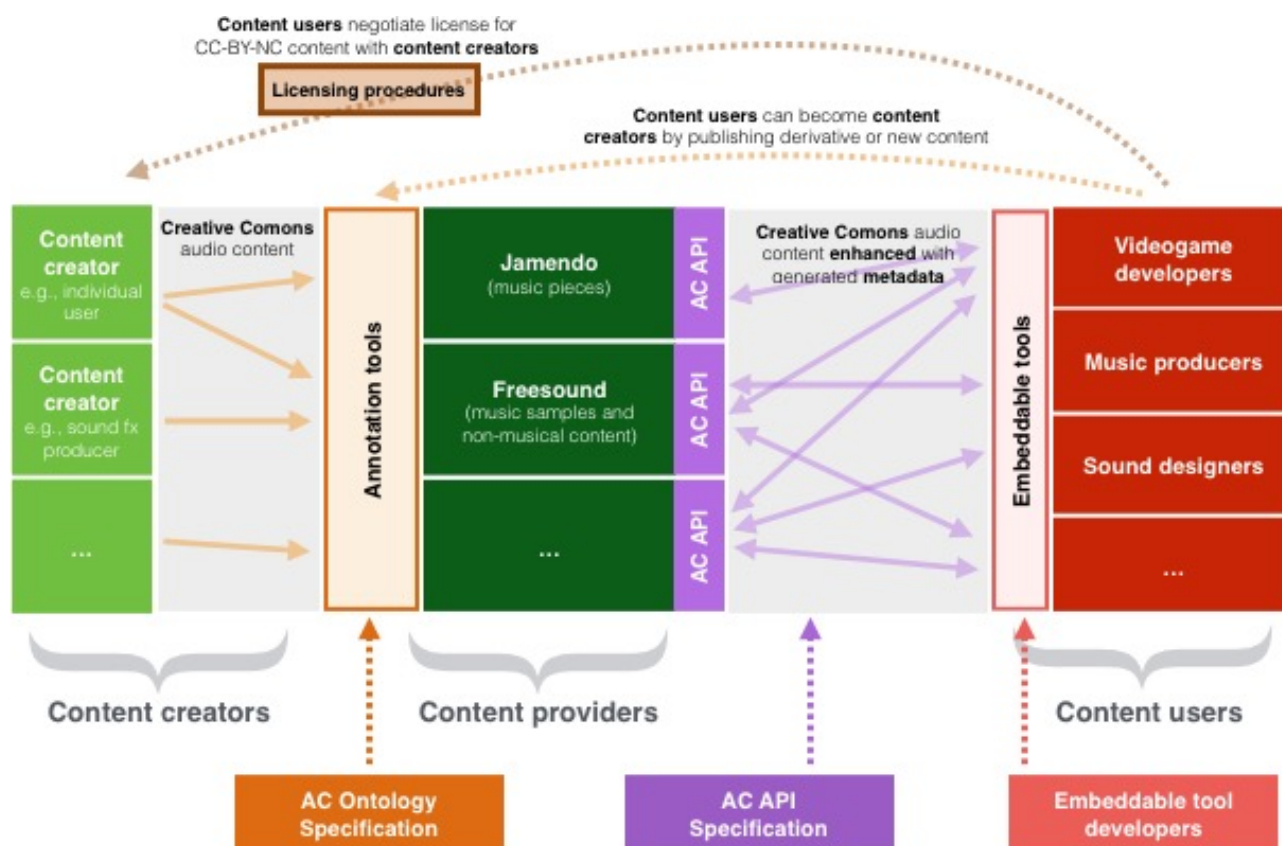 Content users negotiate license for
CC-BY-NC content with content creators
Licensing procedures
Content users can become content
creators by publishing derivative or new content
Content
creator
e.g., individual
user
Content
creator
e.g., sound fx
producer
...
Creative Comons
audio content
Annotation tools
Jamendo
(music pieces)
Freesound
(music samples and
non-musical content)
...
AC API
AC API
AC API
Creative Commons audio
content enhanced with
generated metadata
Embeddable tools
Videogame
developers
Music producers
Sound designers
...
Content creators
Content providers
Content users
AC Ontology
Specification
AC API
Specification
Embeddable tool
developers